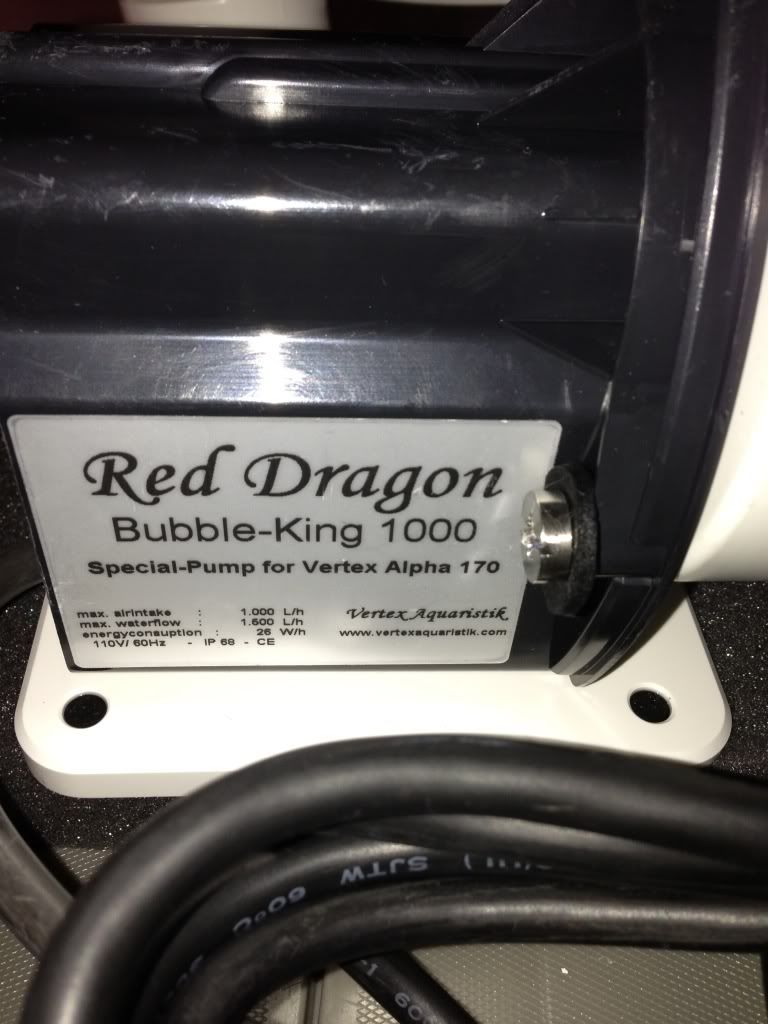 Red Dragon
Bubble-King 1000
Special-Pump for Vertex Alpha 170
max. airintake : 1.000 L/h
max. waterflow : 1.500 L/h
energyconsuption : 26 W/h
110V/ 60Hz - IP 68 - CE
Vertex Aquaristik
www.vertexaquaristik.com
SJTW
60°C